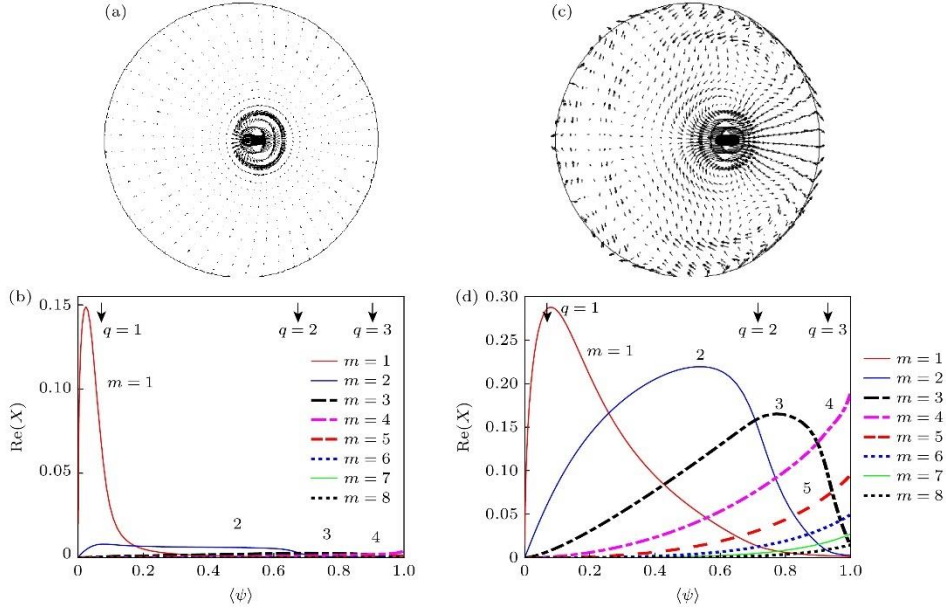 (a)
(c)
(b)
0.15
0.10
0.05
0
Re(X)
q = 1
q = 2
q = 3
m = 1
2
3
4
m = 1
m = 2
m = 3
m = 4
m = 5
m = 6
m = 7
m = 8
0
0.2
0.4
0.6
0.8
1.0
⟨ψ⟩
(d)
0.30
0.25
0.20
0.15
0.10
0.05
0
Re(X)
q = 1
q = 2
q = 3
m = 1
2
3
4
5
m = 1
m = 2
m = 3
m = 4
m = 5
m = 6
m = 7
m = 8
0
0.2
0.4
0.6
0.8
1.0
⟨ψ⟩